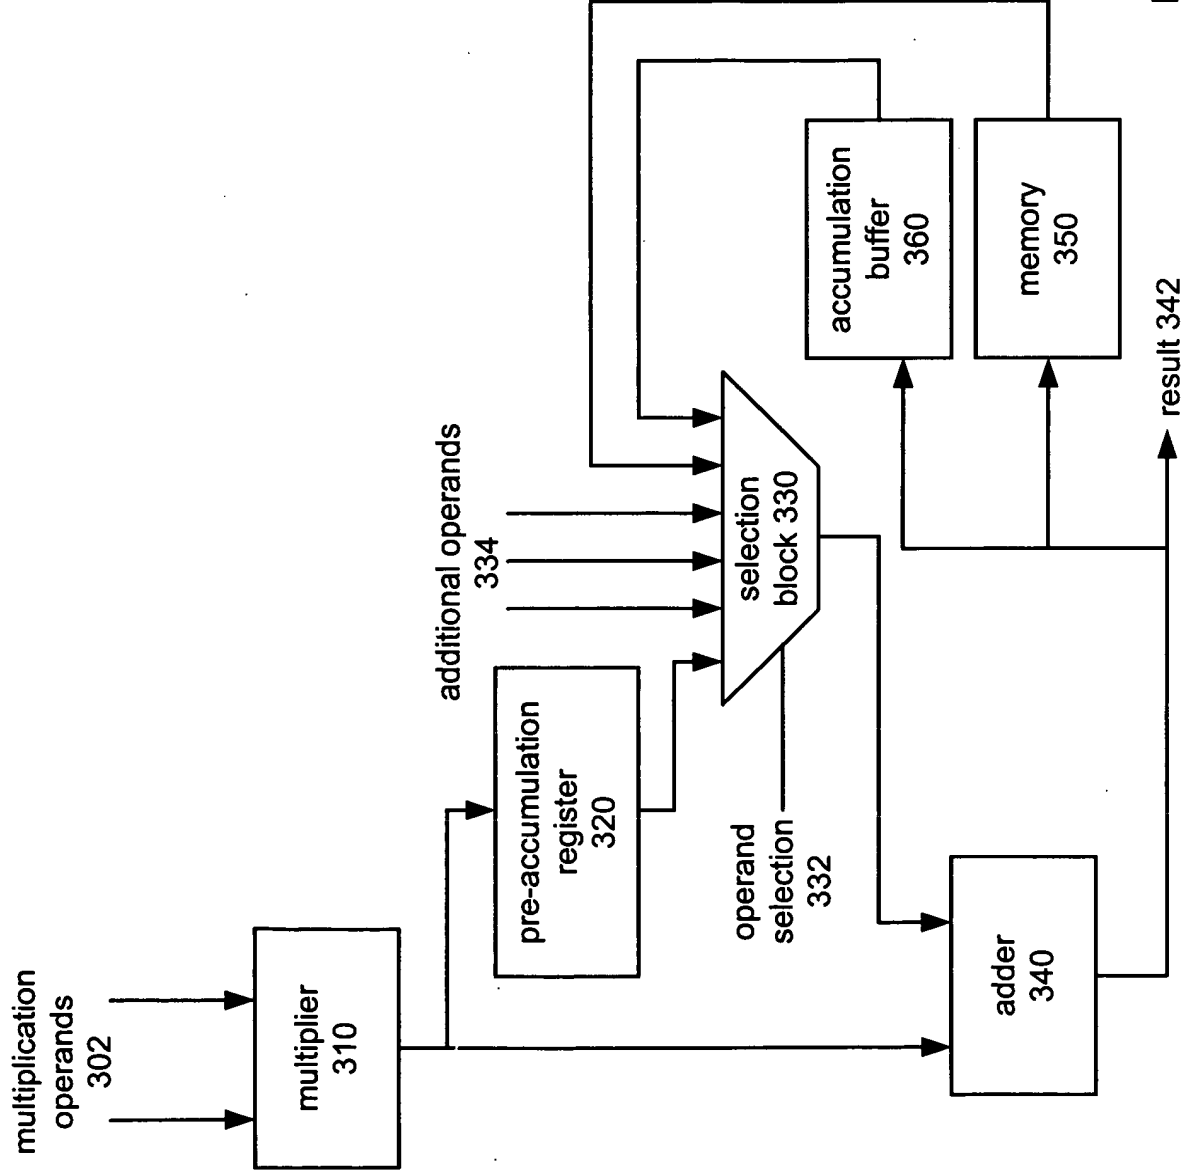 multiplication
operands
302
multiplier
310
pre-accumulation
register
320
additional operands
334
operand
selection
332
selection
block 330
adder
340
accumulation
buffer
360
memory
350
result 342